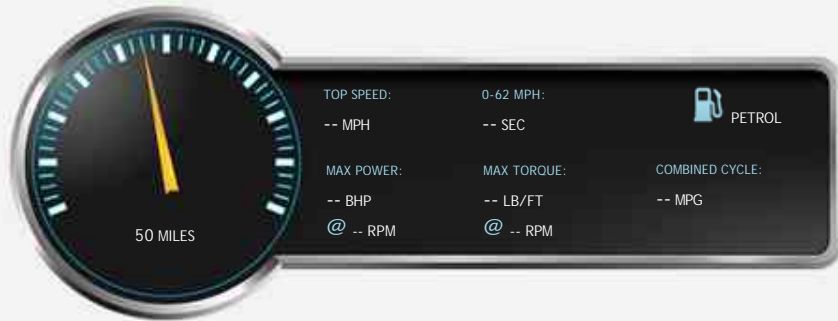 TOP SPEED:
-- MPH
0-62 MPH:
-- SEC
PETROL
MAX POWER:
-- BHP
@ -- RPM
MAX TORQUE:
-- LB/FT
@ -- RPM
COMBINED CYCLE:
-- MPG
50 MILES